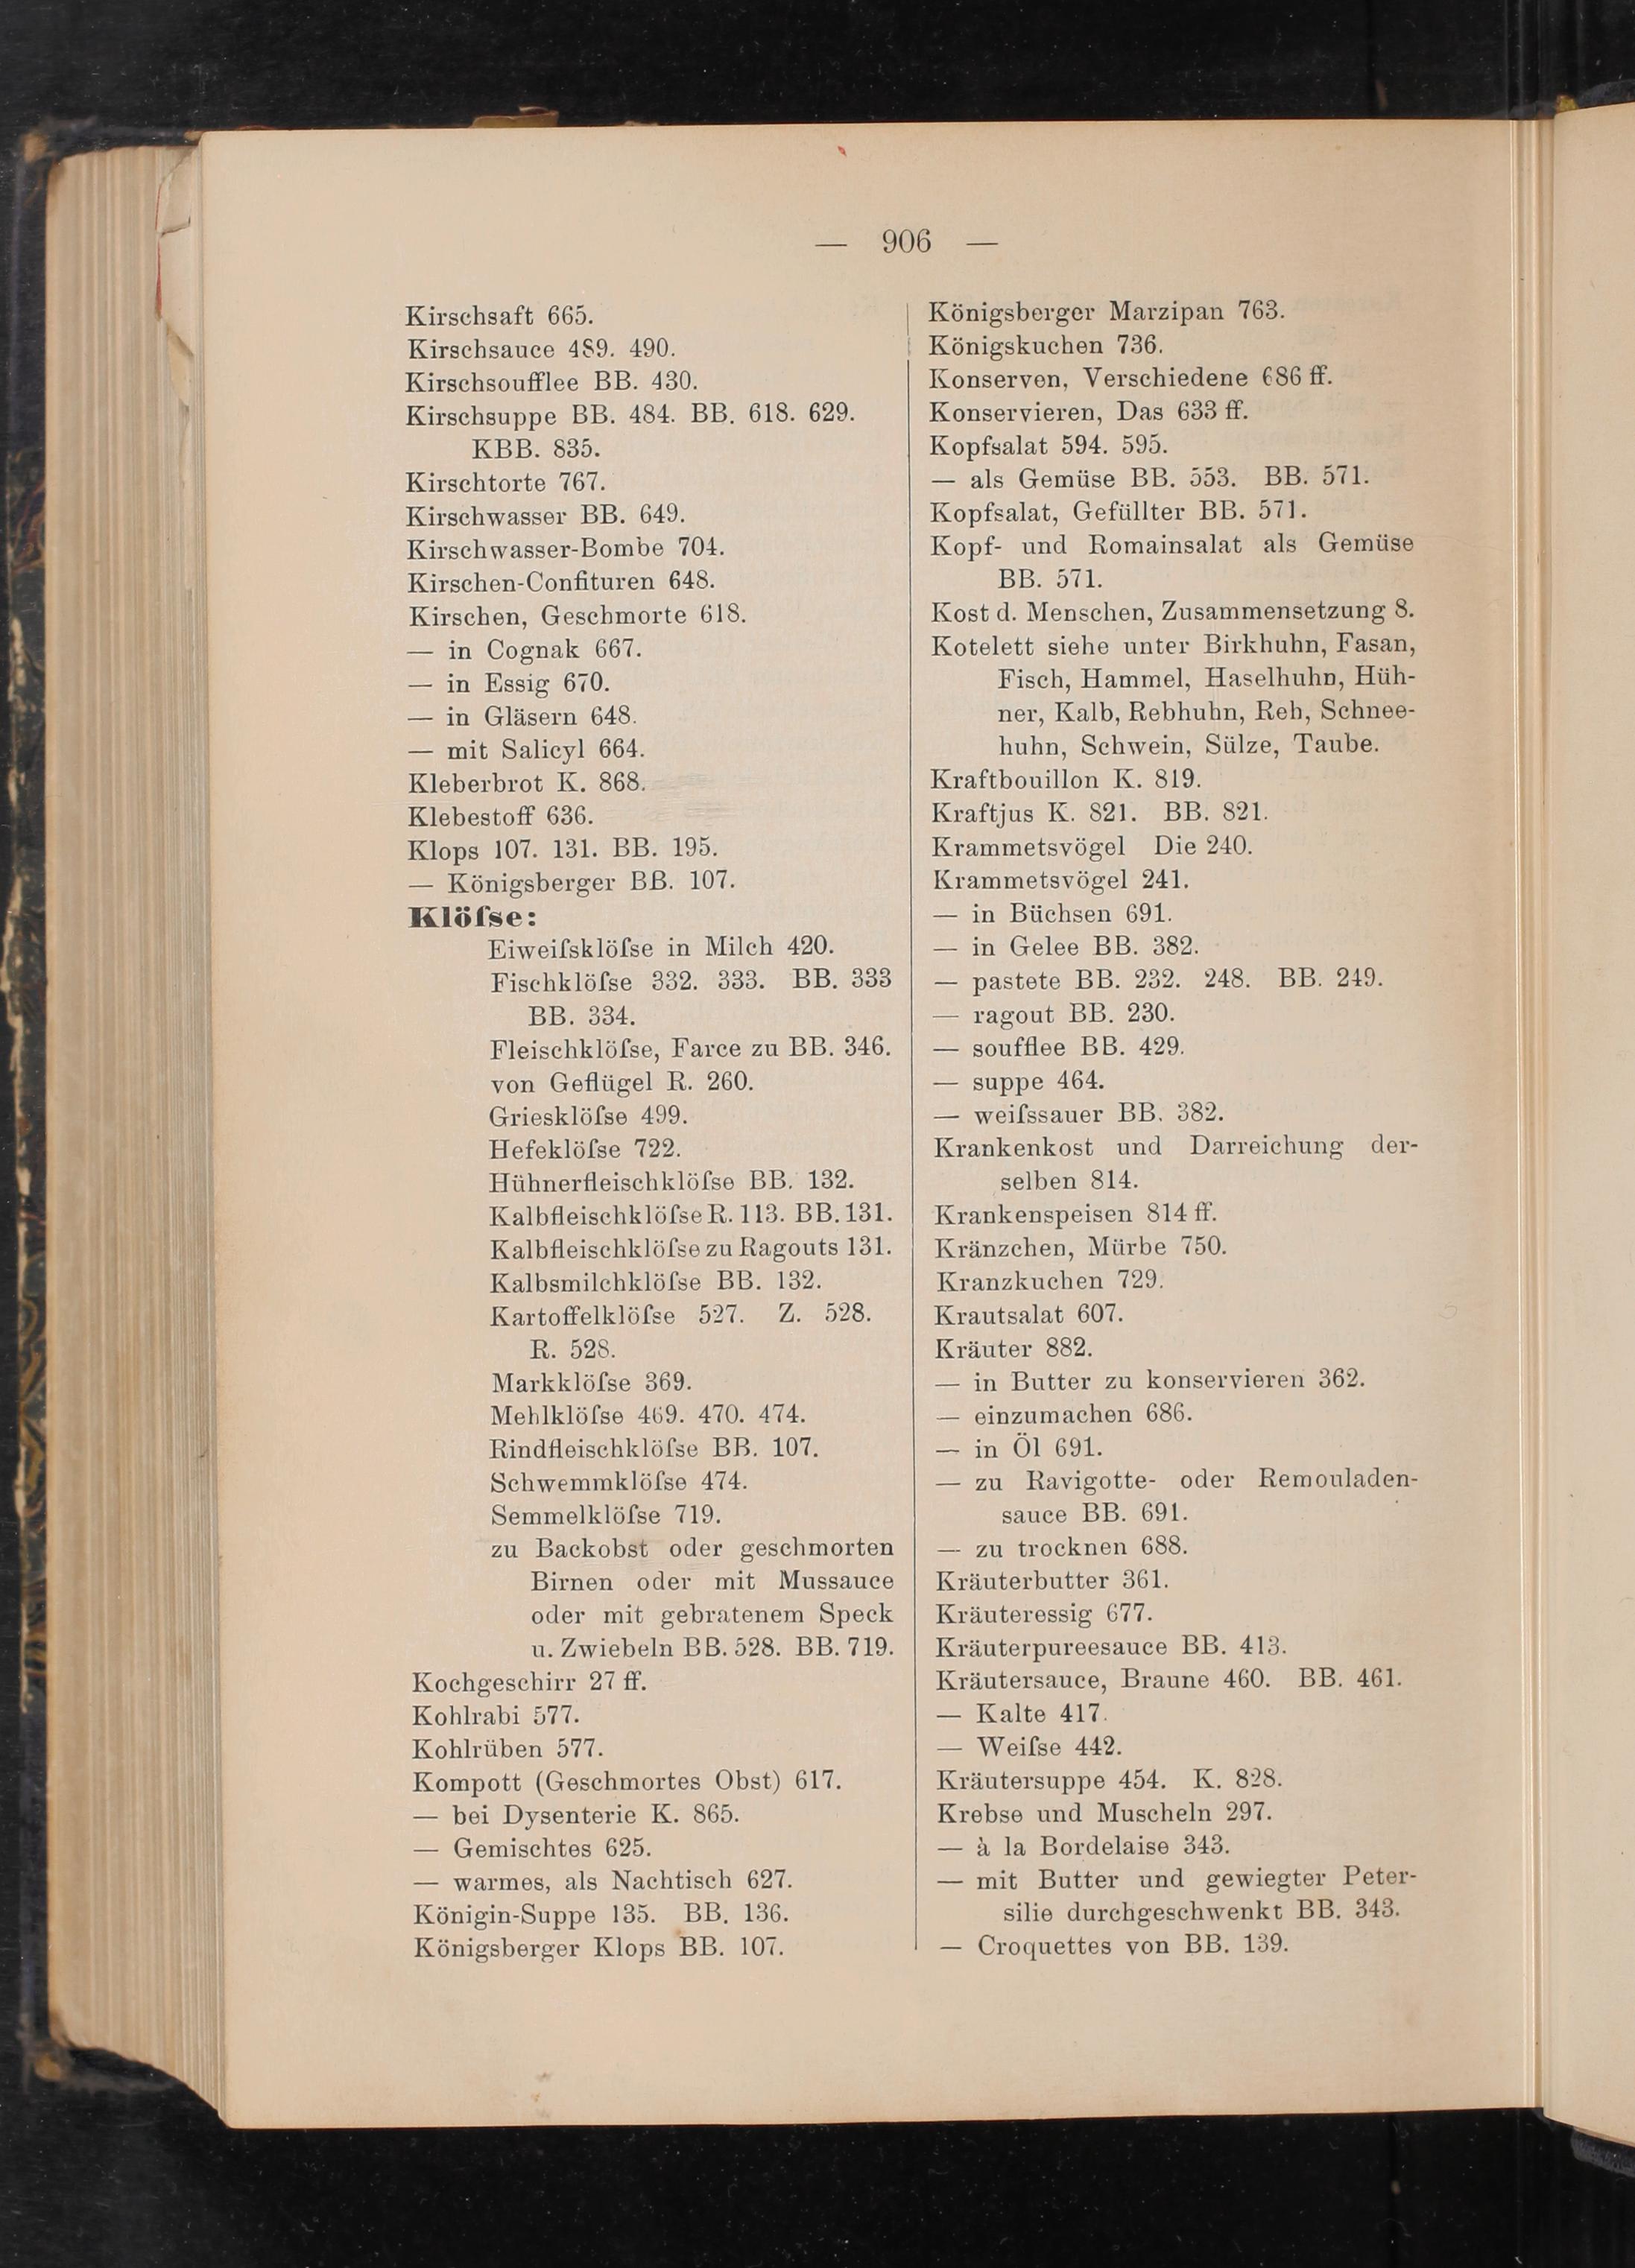 — 906 —
Kirschsaft 665.
Kirschsauce 489. 490.
Kirschsoufflee BB. 430.
Kirschsuppe BB. 484. BB. 618. 629.
KBB. 835.
Kirschtorte 767.
Kirschwasser BB. 649.
Kirschwasser-Bombe 704.
Kirschen-Confituren 648.
Kirschen, Geschmorte 618.
— in Cognak 667.
— in Essig 670.
— in Gläsern 648.
— mit Salicyl 664.
Kleberbrot K. 868.
Klebestoff 636.
Klops 107. 131. BB. 195.
— Königsberger BB. 107.
Klöſse:
Eiweiſsklöſse in Milch 420.
Fischklöſse 332. 333. BB. 333
BB. 334.
Fleischklöſse, Farce zu BB. 346.
von Geflügel R. 260.
Griesklöſse 499.
Hefeklöſse 722.
Hühnerfleischklöſse BB. 132.
Kalbfleischklöſse R. 113. BB. 131.
Kalbfleischklöſse zu Ragouts 131.
Kalbsmilchklöſse BB. 132.
Kartoffelklöſse 527. Z. 528.
R. 528.
Markklöſse 369.
Mehlklöſse 469. 470. 474.
Rindfleischklöſse BB. 107.
Schwemmklöſse 474.
Semmelklöſse 719.
zu Backobst oder geschmorten
Birnen oder mit Mussauce
oder mit gebratenem Speck
u. Zwiebeln BB. 528. BB. 719.
Kochgeschirr 27 ff.
Kohlrabi 577.
Kohlrüben 577.
Kompott (Geschmortes Obst) 617.
— bei Dysenterie K. 865.
— Gemischtes 625.
— warmes, als Nachtisch 627.
Königin-Suppe 135. BB. 136.
Königsberger Klops BB. 107.
Königsberger Marzipan 763.
Königskuchen 736.
Konserven, Verschiedene 686 ff.
Konservieren, Das 633 ff.
Kopfsalat 594. 595.
— als Gemüse BB. 553. BB. 571.
Kopfsalat, Gefüllter BB. 571.
Kopf- und Romainsalat als Gemüse
BB. 571.
Kost d. Menschen, Zusammensetzung 8.
Kotelett siehe unter Birkhuhn, Fasan,
Fisch, Hammel, Haselhuhn, Hüh-
ner, Kalb, Rebhuhn, Reh, Schnee-
huhn, Schwein, Sülze, Taube.
Kraftbouillon K. 819.
Kraftjus K. 821. BB. 821.
Krammetsvögel Die 240.
Krammetsvögel 241.
— in Büchsen 691.
— in Gelee BB. 382.
— pastete BB. 232. 248. BB. 249.
— ragout BB. 230.
— soufflee BB. 429.
— suppe 464.
— weiſssauer BB. 382.
Krankenkost und Darreichung der-
selben 814.
Krankenspeisen 814 ff.
Kränzchen, Mürbe 750.
Kranzkuchen 729.
Krautsalat 607.
Kräuter 882.
— in Butter zu konservieren 362.
— einzumachen 686.
— in Öl 691.
— zu Ravigotte- oder Remouladen-
sauce BB. 691.
— zu trocknen 688.
Kräuterbutter 361.
Kräuteressig 677.
Kräuterpureesauce BB. 413.
Kräutersauce, Braune 460. BB. 461.
— Kalte 417.
— Weiſse 442.
Kräutersuppe 454. K. 828.
Krebse und Muscheln 297.
— à la Bordelaise 343.
— mit Butter und gewiegter Peter-
silie durchgeschwenkt BB. 343.
— Croquettes von BB. 139.